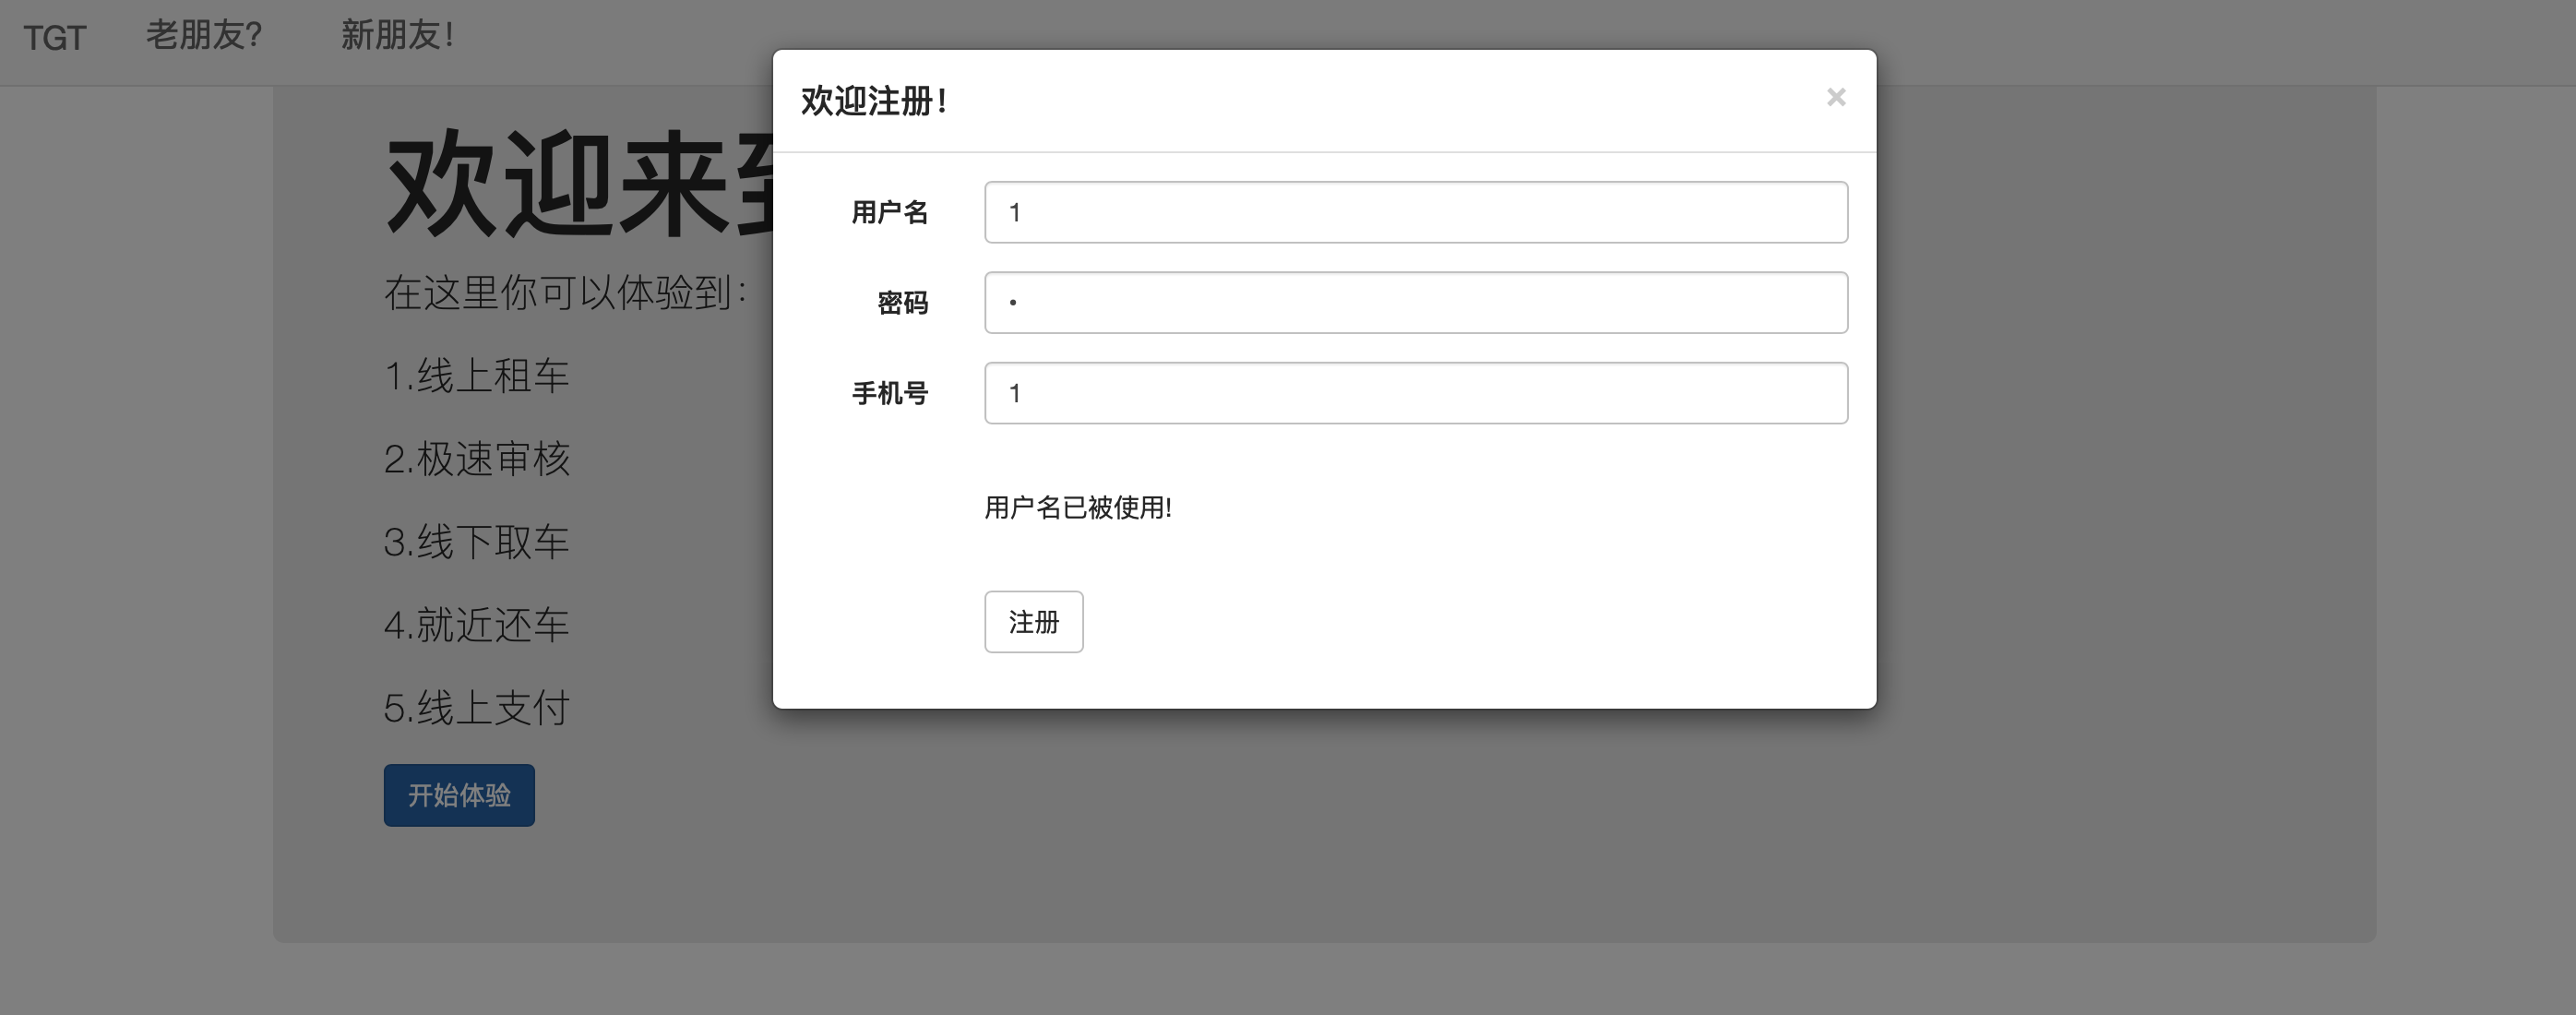 TGT 老朋友? 新朋友!
欢迎注册!
×
用户名 1
密码 •
手机号 1
用户名已被使用!
注册
欢迎来
在这里你可以体验到:
1.线上租车
2.极速审核
3.线下取车
4.就近还车
5.线上支付
开始体验